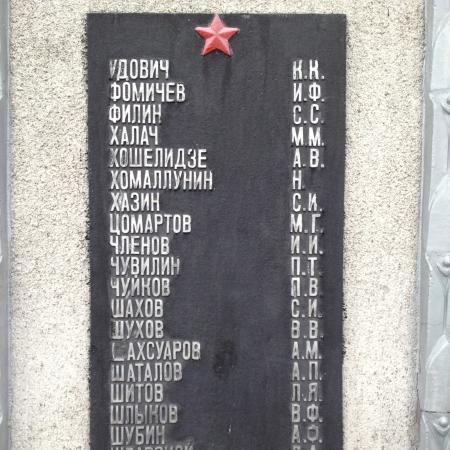 УДОВИЧ К.К.
ФОМИЧЕВ И.Ф.
ФИЛИН С.С.
ХАЛАЧ М.М.
ХОШЕЛИДЗЕ А.В.
ХОМАЛЛУНИН Н
ХАЗИН С.И.
ЦОМАРТОВ М.Г.
ЧЛЕНОВ И.И.
ЧУВИЛИН П.Т
ЧУЙКОВ П.В
ШАХОВ С.И.
ШУХОВ В.В
ШАХСУАРОВ А.М.
ШАТАЛОВ А.П.
ШИТОВ Л.Я.
ШЛЫКОВ В.Ф.
ШУБИН А.Ф.